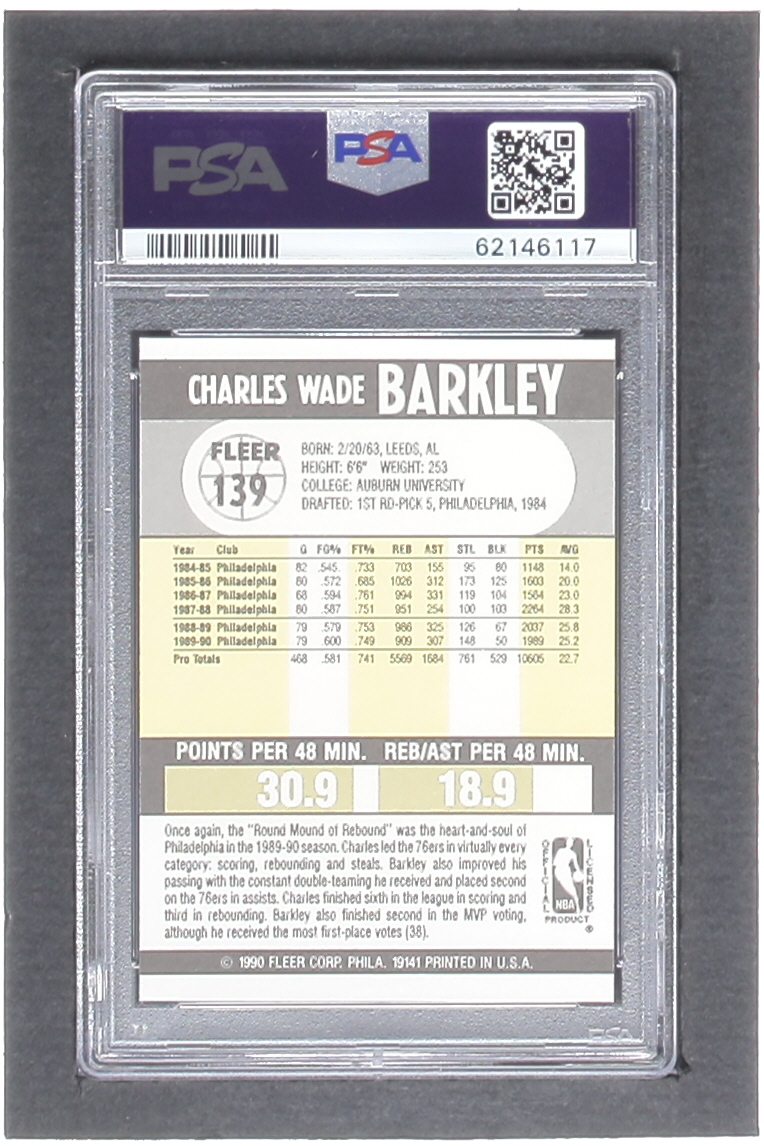 PSA PSA
62146117
CHARLES WADE BARKLEY
FLEER
139
BORN: 2/20/63, LEEDS, AL
HEIGHT: 6'6" WEIGHT: 253
COLLEGE: AUBURN UNIVERSITY
DRAFTED: 1ST RD-PICK 5, PHILADELPHIA, 1984
Year Club G FG% FT% REB AST STL BLK PTS AVG
1984-85 Philadelphia 82 .545. .733 703 155 95 80 1148 14.0
1985-86 Philadelphia 80 .572 .685 1026 312 173 125 1603 20.0
1986-87 Philadelphia 68 .594 .761 994 331 119 104 1564 23.0
1987-88 Philadelphia 80 .587 .751 951 254 100 103 2264 28.3
1988-89 Philadelphia 79 .579 .753 986 325 126 67 2037 25.8
1989-90 Philadelphia 79 .600 .749 909 307 148 50 1989 25.2
Pro Totals 468 .581 741 5569 1684 761 529 10605 22.7
POINTS PER 48 MIN. REB/AST PER 48 MIN.
30.9 18.9
Once again, the "Round Mound of Rebound" was the heart-and-soul of
Philadelphia in the 1989-90 season. Charles led the 76ers in virtually every
category: scoring, rebounding and steals. Barkley also improved his
passing with the constant double-teaming he received and placed second
on the 76ers in assists. Charles finished sixth in the league in scoring and
third in rebounding. Barkley also finished second in the MVP voting,
although he received the most first-place votes (38).
OFFICIAL LICENSED
NBA
PRODUCT
®
© 1990 FLEER CORP. PHILA. 19141 PRINTED IN U.S.A.
PSA